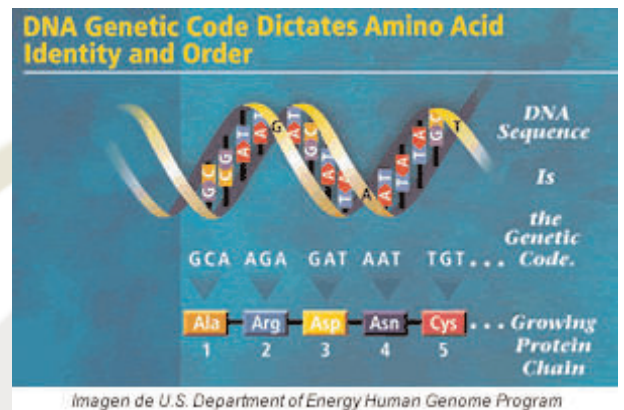 DNA Genetic Code Dictates Amino Acid
Identity and Order
G C
C G
A T
A T
G
A T
G C
A T
T A
A
A T
T A
T A
G C
T
DNA
Sequence
Is
the
Genetic
Code.
GCA AGA GAT AAT TGT...
Ala Arg Asp Asn Cys ... Growing
1 2 3 4 5 Protein
Chain
Imagen de U.S. Department of Energy Human Genome Program